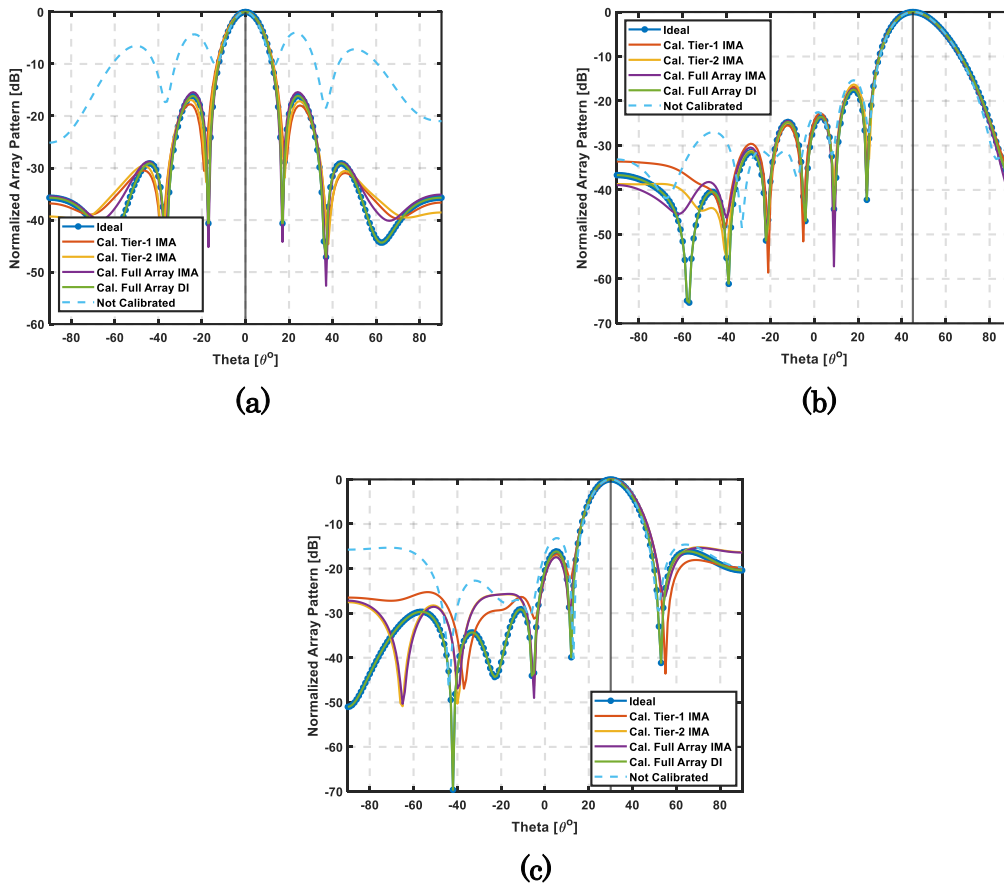 0
-10
-20
-30
-40
-50
-60
Normalized Array Pattern [dB]
Ideal
Cal. Tier-1 IMA
Cal. Tier-2 IMA
Cal. Full Array IMA
Cal. Full Array DI
Not Calibrated
-80 -60 -40 -20 0 20 40 60 80
Theta [θ°]
(a)
0
-10
-20
-30
-40
-50
-60
-70
Normalized Array Pattern [dB]
Ideal
Cal. Tier-1 IMA
Cal. Tier-2 IMA
Cal. Full Array IMA
Cal. Full Array DI
Not Calibrated
-80 -60 -40 -20 0 20 40 60 80
Theta [θ°]
(b)
0
-10
-20
-30
-40
-50
-60
-70
Normalized Array Pattern [dB]
Ideal
Cal. Tier-1 IMA
Cal. Tier-2 IMA
Cal. Full Array IMA
Cal. Full Array DI
Not Calibrated
-80 -60 -40 -20 0 20 40 60 80
Theta [θ°]
(c)